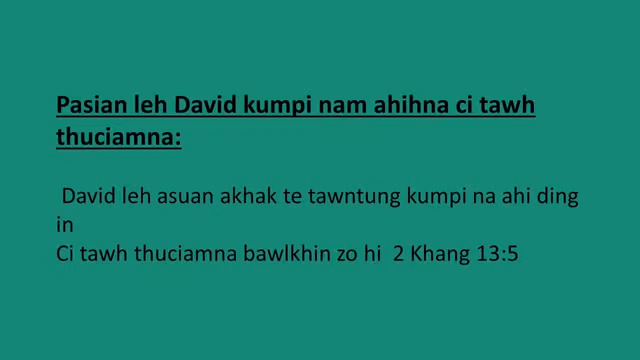 Pasian leh David kumpi nam ahihna ci tawh
thuciamna:
David leh asuan akhak te tawntung kumpi na ahi ding
in
Ci tawh thuciamna bawlkhin zo hi 2 Khang 13:5